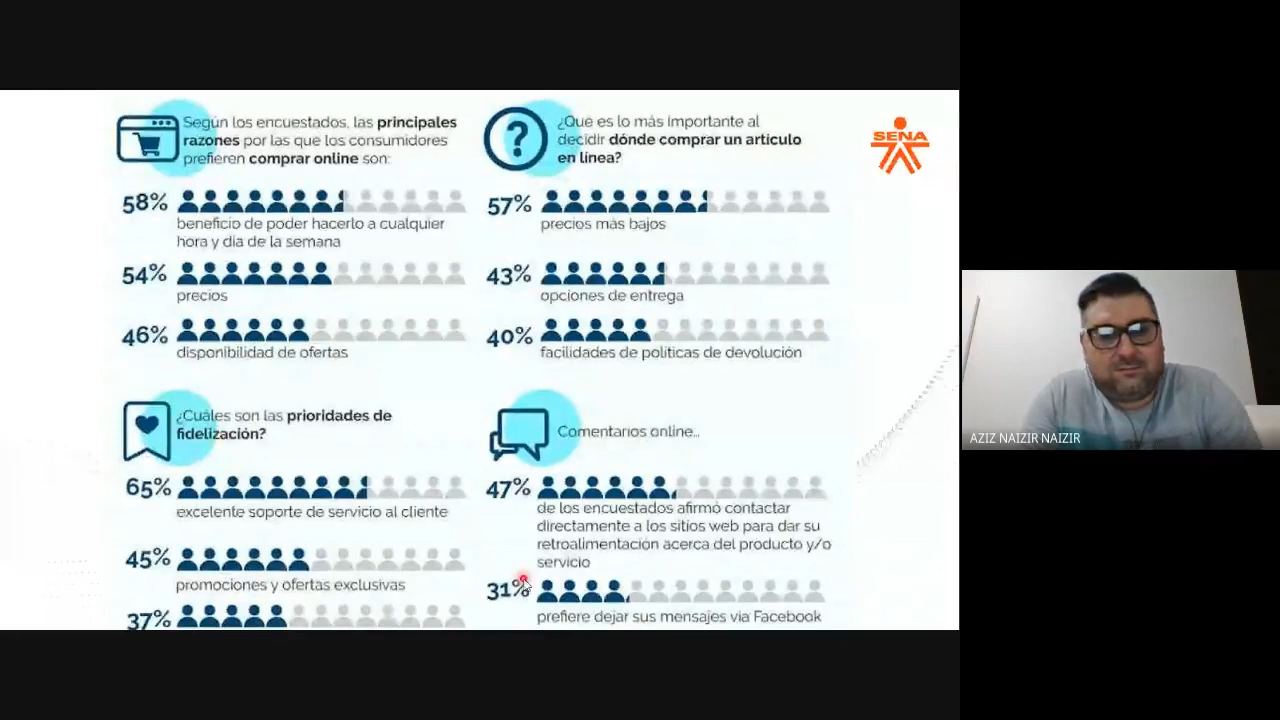 Según los encuestados, las principales
razones por las que los consumidores
prefieren comprar online son:
58%
beneficio de poder hacerlo a cualquier
hora y día de la semana
54%
precios
46%
disponibilidad de ofertas
¿Qué es lo más importante al
decidir dónde comprar un artículo
en línea?
57%
precios más bajos
43%
opciones de entrega
40%
facilidades de políticas de devolución
SENA
¿Cuáles son las prioridades de
fidelización?
65%
excelente soporte de servicio al cliente
45%
promociones y ofertas exclusivas
37%
Comentarios online...
47%
de los encuestados afirmó contactar
directamente a los sitios web para dar su
retroalimentación acerca del producto y/o
servicio
31%
prefiere dejar sus mensajes vía Facebook
AZIZ NAIZIR NAIZIR